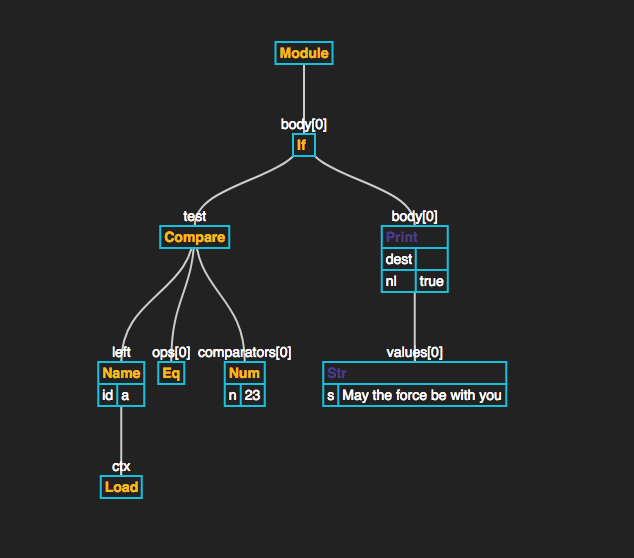 Module
body[0]
If
test
body[0]
Compare
Print
dest
nl true
left ops[0] comparators[0] values[0]
Name Eq Num Str
id a n 23 s May the force be with you
ctx
Load